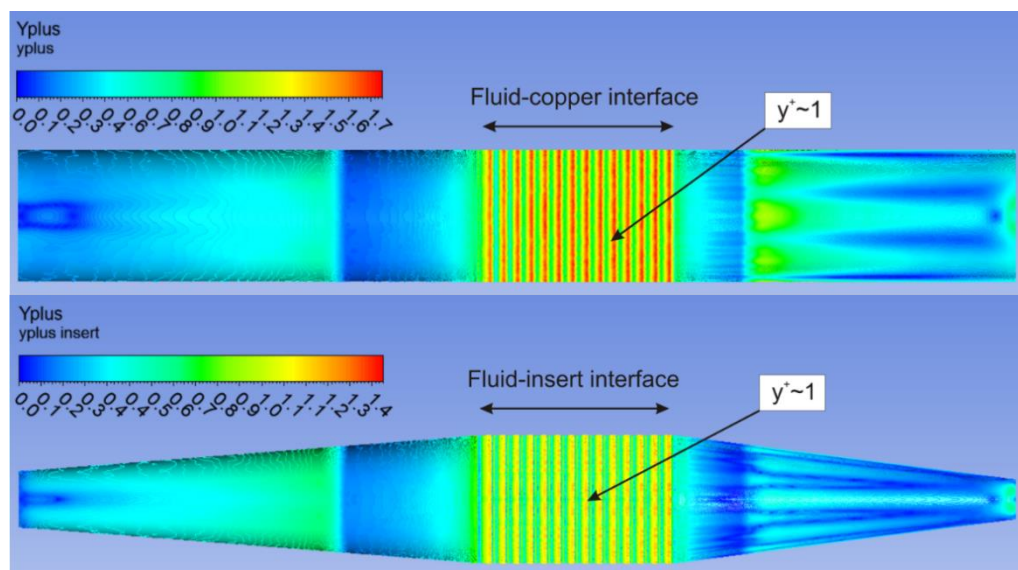 Yplus
yplus
0.0 0.1 0.2 0.3 0.4 0.6 0.7 0.8 0.9 1.0 1.1 1.2 1.3 1.4 1.5 1.6 1.7
Fluid-copper interface
y⁺~1
Yplus
yplus insert
0.0 0.1 0.2 0.3 0.4 0.4 0.5 0.6 0.7 0.8 0.9 1.0 1.1 1.1 1.2 1.3 1.4
Fluid-insert interface
y⁺~1